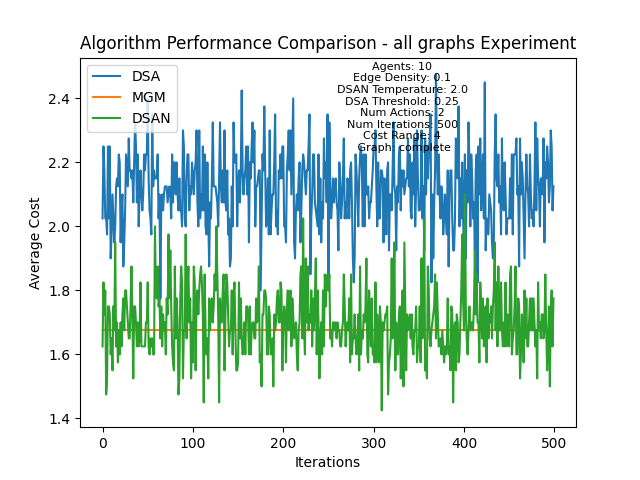 Algorithm Performance Comparison - all graphs Experiment
DSA
MGM
DSAN
Agents: 10
Edge Density: 0.1
DSAN Temperature: 2.0
DSA Threshold: 0.25
Num Actions: 2
Num Iterations: 500
Cost Range: 4
Graph: complete
Average Cost
2.4
2.2
2.0
1.8
1.6
1.4
0
100
200
300
400
500
Iterations